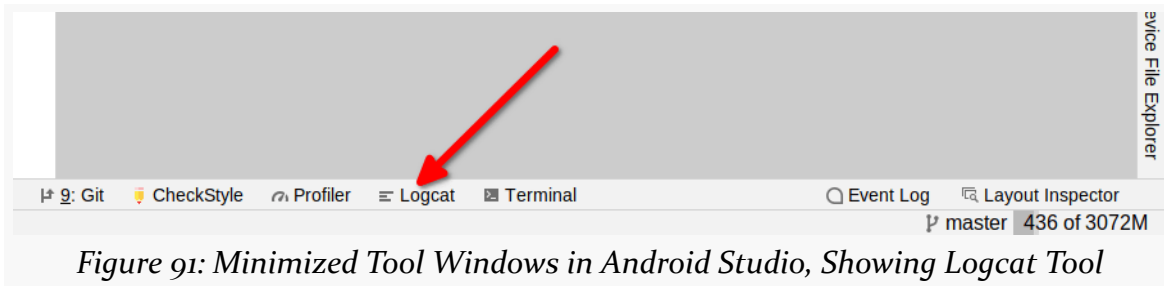 evice File Explorer
9: Git CheckStyle Profiler Logcat Terminal Event Log Layout Inspector
master 436 of 3072M
Figure 91: Minimized Tool Windows in Android Studio, Showing Logcat Tool